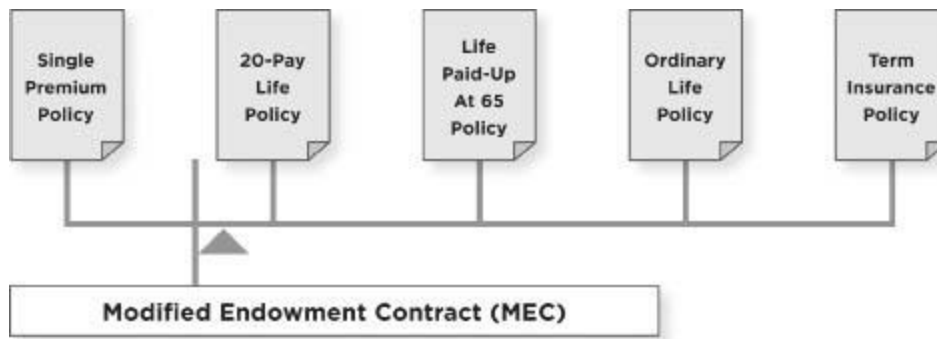 Single
Premium
Policy
20-Pay
Life
Policy
Life
Paid-Up
At 65
Policy
Ordinary
Life
Policy
Term
Insurance
Policy
Modified Endowment Contract (MEC)